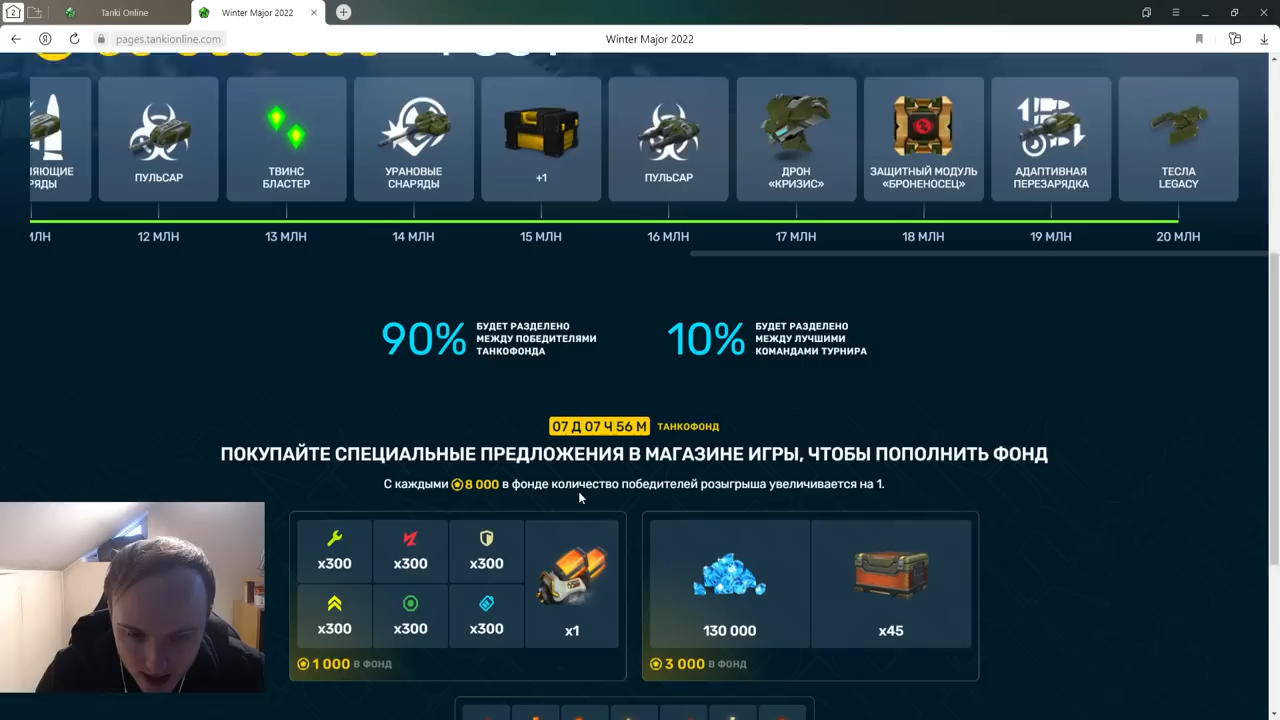 2
Tanki Online
Winter Major 2022
pages.tankionline.com
Winter Major 2022
ПУЛЬСАР
ТВИНС
БЛАСТЕР
УРАНОВЫЕ
СНАРЯДЫ
+1
ПУЛЬСАР
ДРОН
«КРИЗИС»
ЗАЩИТНЫЙ МОДУЛЬ
«БРОНЕНОСЕЦ»
АДАПТИВНАЯ
ПЕРЕЗАРЯДКА
ТЕСЛА
LEGACY
12 МЛН
13 МЛН
14 МЛН
15 МЛН
16 МЛН
17 МЛН
18 МЛН
19 МЛН
20 МЛН
90%
БУДЕТ РАЗДЕЛЕНО
МЕЖДУ ПОБЕДИТЕЛЯМИ
ТАНКОФОНДА
10%
БУДЕТ РАЗДЕЛЕНО
МЕЖДУ ЛУЧШИМИ
КОМАНДАМИ ТУРНИРА
07 Д 07 Ч 56 М ТАНКОФОНД
ПОКУПАЙТЕ СПЕЦИАЛЬНЫЕ ПРЕДЛОЖЕНИЯ В МАГАЗИНЕ ИГРЫ, ЧТОБЫ ПОПОЛНИТЬ ФОНД
С каждыми 8 000 в фонде количество победителей розыгрыша увеличивается на 1.
x300
x300
x300
x300
x300
x300
x1
1 000 В ФОНД
130 000
x45
3 000 В ФОНД